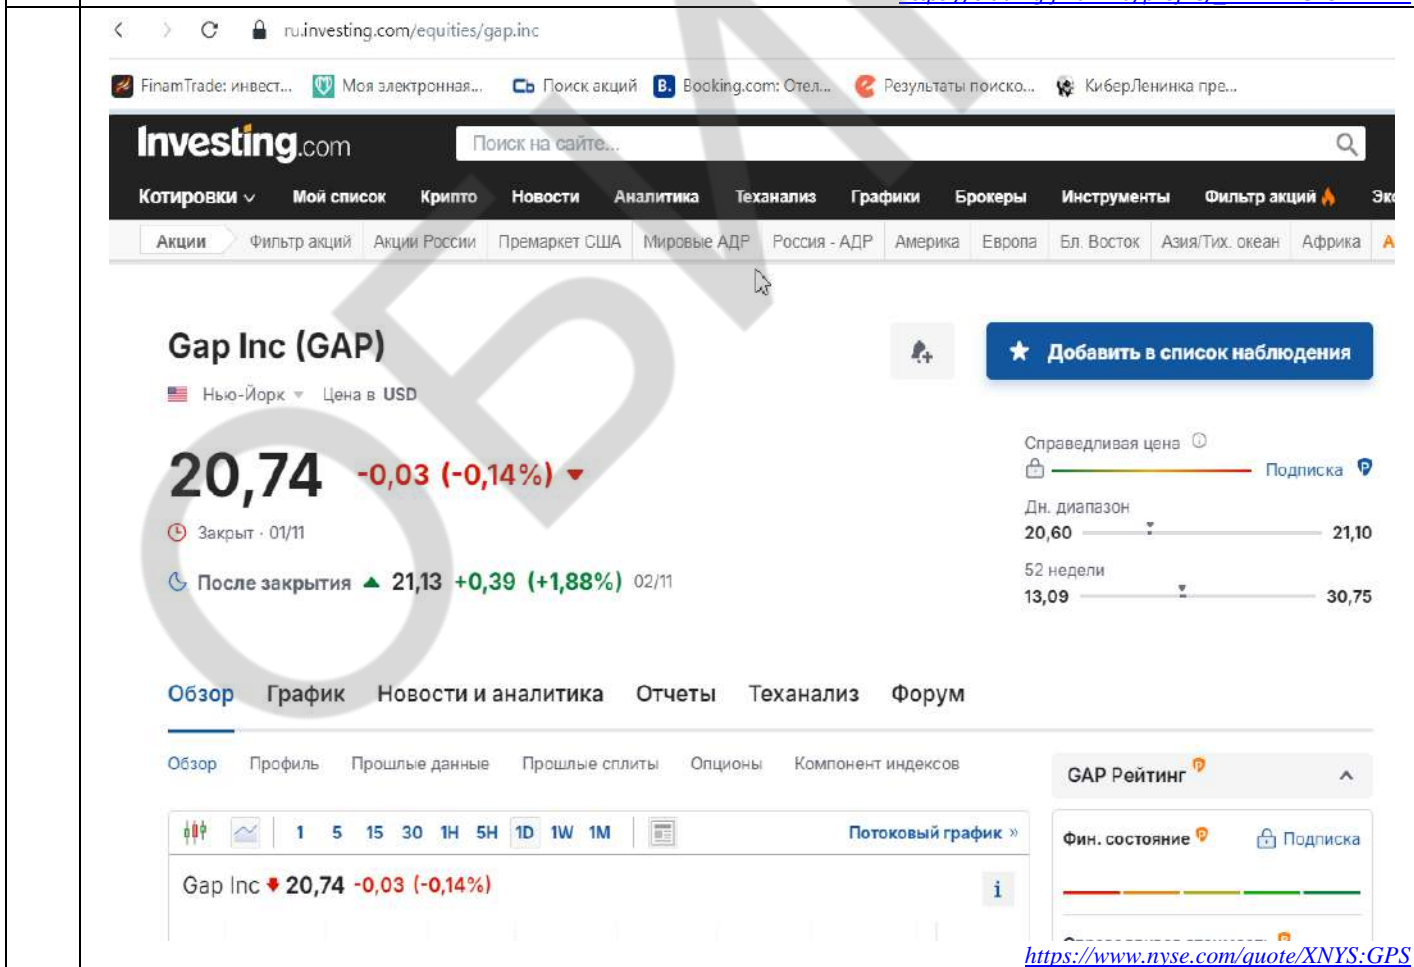 ru.investing.com/equities/gap.inc
FinamTrade: инвест... Моя электронная... Сь Поиск акций B. Booking.com: Отел... Результаты поиско... КиберЛенинка пре...
Investing.com Поиск на сайте...
Котировки Мой список Крипто Новости Аналитика Теханализ Графики Брокеры Инструменты Фильтр акций
Акции Фильтр акций Акции России Премаркет США Мировые АДР Россия - АДР Америка Европа Бл. Восток Азия/Тих. океан Африка
Gap Inc (GAP)
Добавить в список наблюдения
Нью-Йорк Цена в USD
Справедливая цена
Подписка
20,74 -0,03 (-0,14%)
Дн. диапазон
20,60 21,10
Закрыт · 01/11
52 недели
13,09 30,75
После закрытия 21,13 +0,39 (+1,88%) 02/11
Обзор График Новости и аналитика Отчеты Теханализ Форум
Обзор Профиль Прошлые данные Прошлые сплиты Опционы Компонент индексов
GAP Рейтинг
1 5 15 30 1H 5H 1D 1W 1M Потоковый график »
Фин. состояние Подписка
Gap Inc 20,74 -0,03 (-0,14%)
https://www.nyse.com/quote/XNYS:GPS